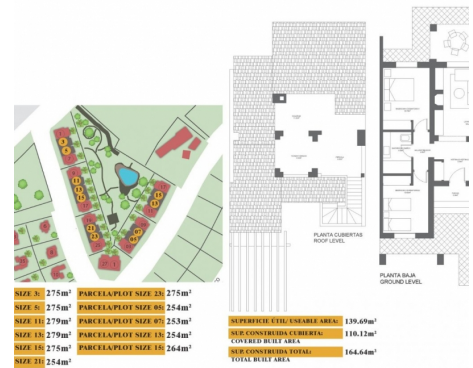 PLANTA CUBIERTAS
ROOF LEVEL
PLANTA BAJA
GROUND LEVEL
SIZE 3: 275m² PARCELA/PLOT SIZE 23: 275m²
SIZE 5: 275m² PARCELA/PLOT SIZE 05: 254m²
SIZE 11: 279m² PARCELA/PLOT SIZE 07: 253m²
SIZE 13: 279m² PARCELA/PLOT SIZE 13: 254m²
SIZE 15: 275m² PARCELA/PLOT SIZE 15: 264m²
SIZE 21: 254m²
SUPERFICIE ÚTIL/ USEABLE AREA: 139.69m²
SUP. CONSTRUIDA CUBIERTA: 110.12m²
COVERED BUILT AREA
SUP. CONSTRUIDA TOTAL: 164.64m²
TOTAL BUILT AREA